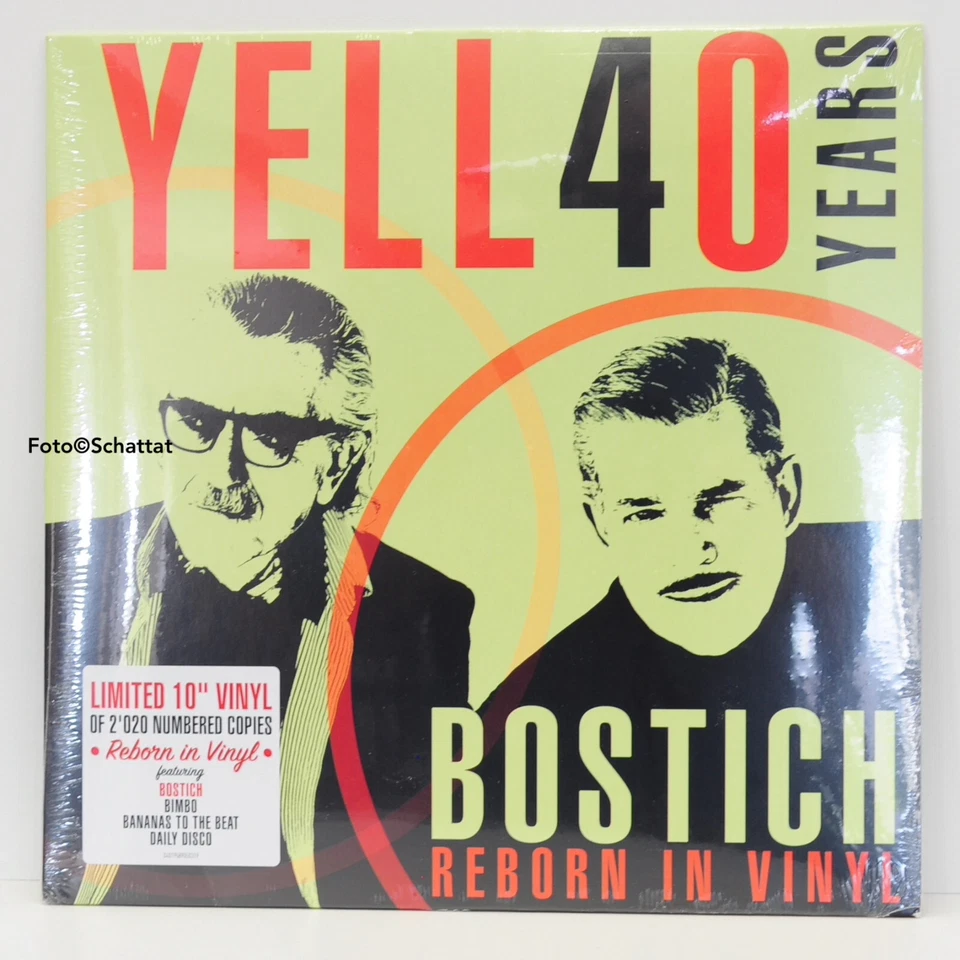 YELL40
YEARS
Foto©Schattat
LIMITED 10" VINYL
OF 2'020 NUMBERED COPIES
• Reborn in Vinyl •
featuring
BOSTICH
BIMBO
BANANAS TO THE BEAT
DAILY DISCO
BOSTICH
REBORN IN VINYL